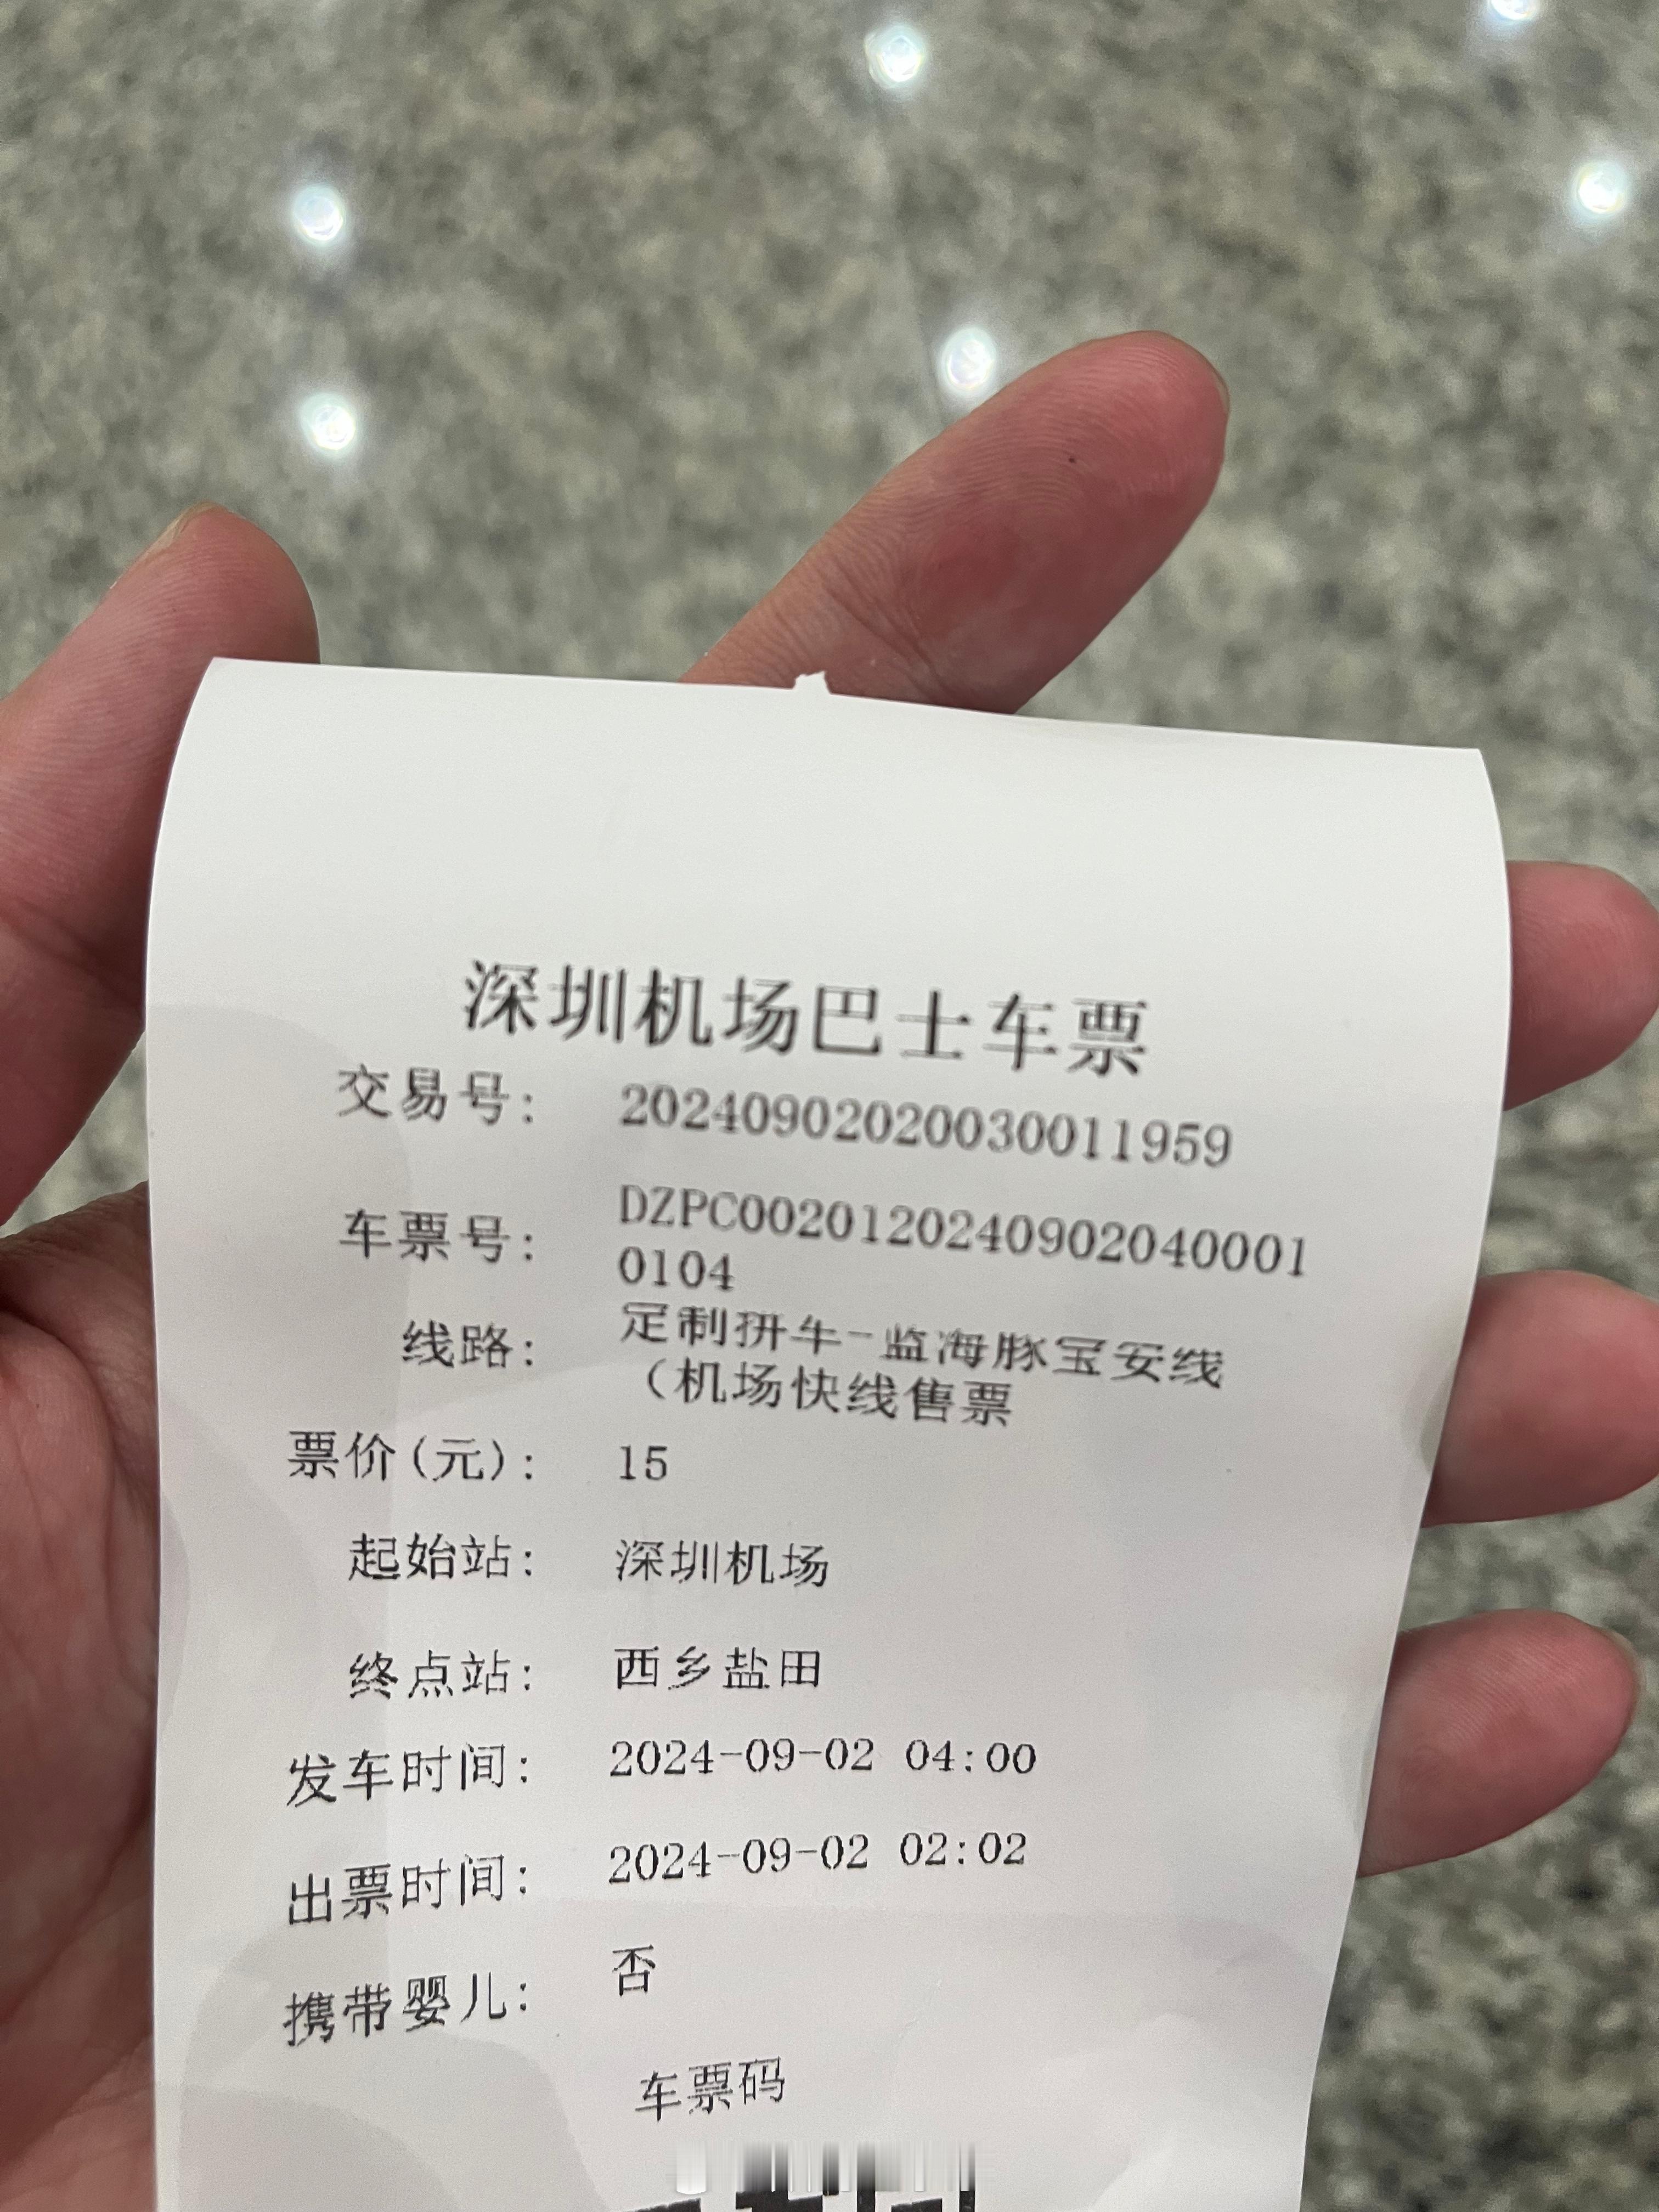 深圳机场巴士车票
交易号： 20240902020030011959
车票号： DZPC0020120240902040001
0104
线路： 定制拼车-监海豚宝安线
（机场快线售票
票价(元)： 15
起始站： 深圳机场
终点站： 西乡盐田
发车时间： 2024-09-02 04:00
出票时间： 2024-09-02 02:02
携带婴儿： 否
车票码